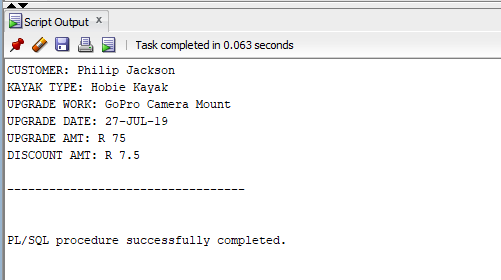 Script Output x
Task completed in 0.063 seconds
CUSTOMER: Philip Jackson
KAYAK TYPE: Hobie Kayak
UPGRADE WORK: GoPro Camera Mount
UPGRADE DATE: 27-JUL-19
UPGRADE AMT: R 75
DISCOUNT AMT: R 7.5
----------------------------------
PL/SQL procedure successfully completed.